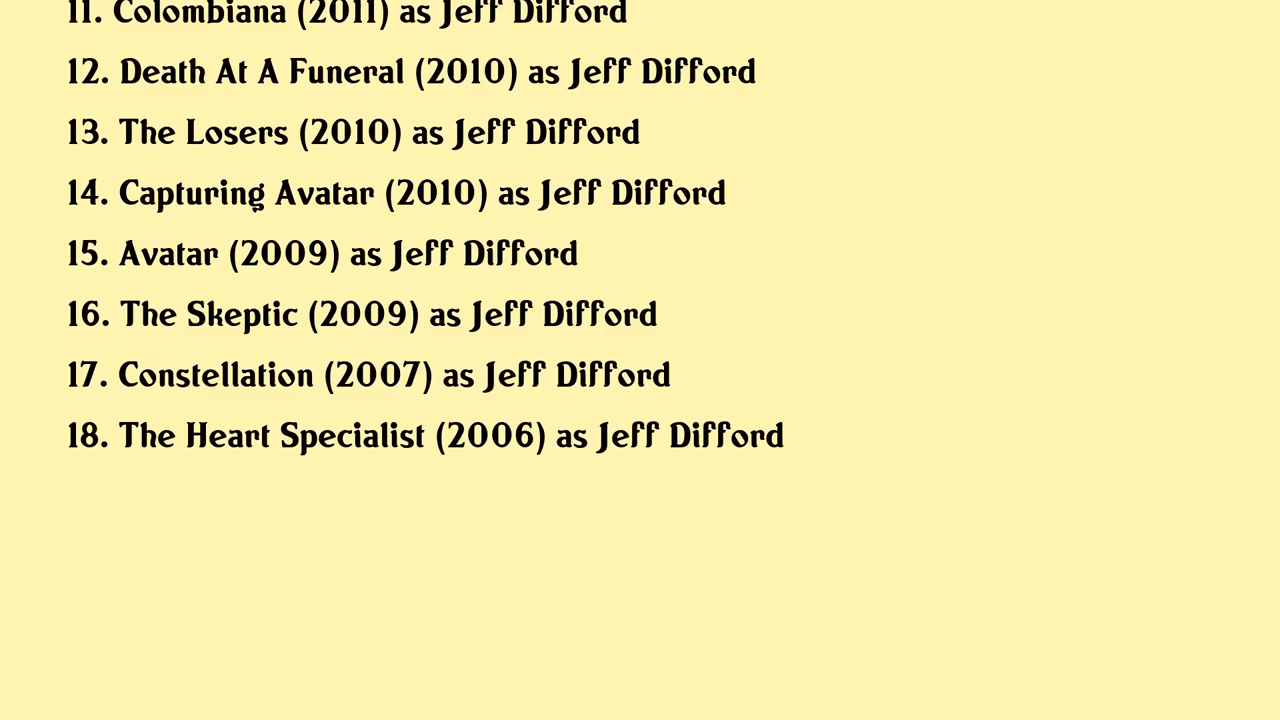 11. Colombiana (2011) as Jeff Difford
12. Death At A Funeral (2010) as Jeff Difford
13. The Losers (2010) as Jeff Difford
14. Capturing Avatar (2010) as Jeff Difford
15. Avatar (2009) as Jeff Difford
16. The Skeptic (2009) as Jeff Difford
17. Constellation (2007) as Jeff Difford
18. The Heart Specialist (2006) as Jeff Difford